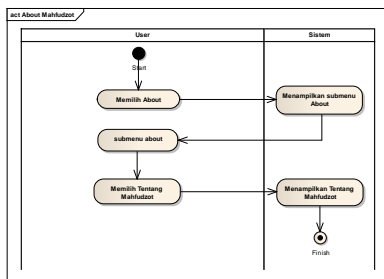 act About Mahfudzot
User
Sistem
Start
Memilih About
Menampilkan submenu
About
submenu about
Memilih Tentang
Mahfudzot
Menampilkan Tentang
Mahfudzot
Finish